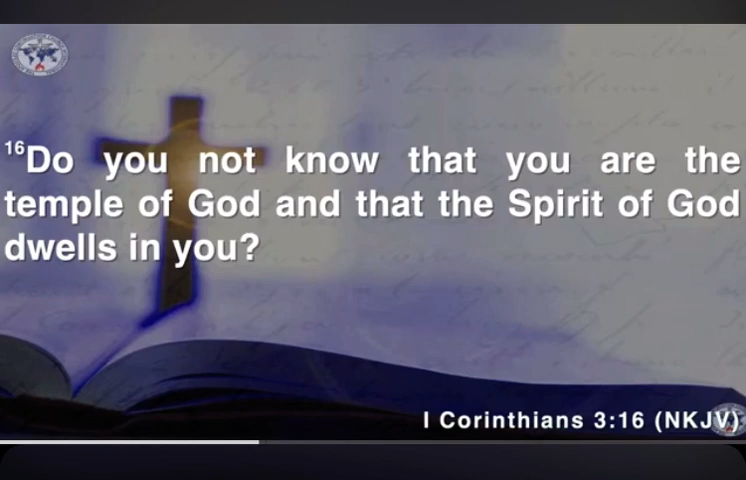 16Do you not know that you are the
temple of God and that the Spirit of God
dwells in you?
I Corinthians 3:16 (NKJV)